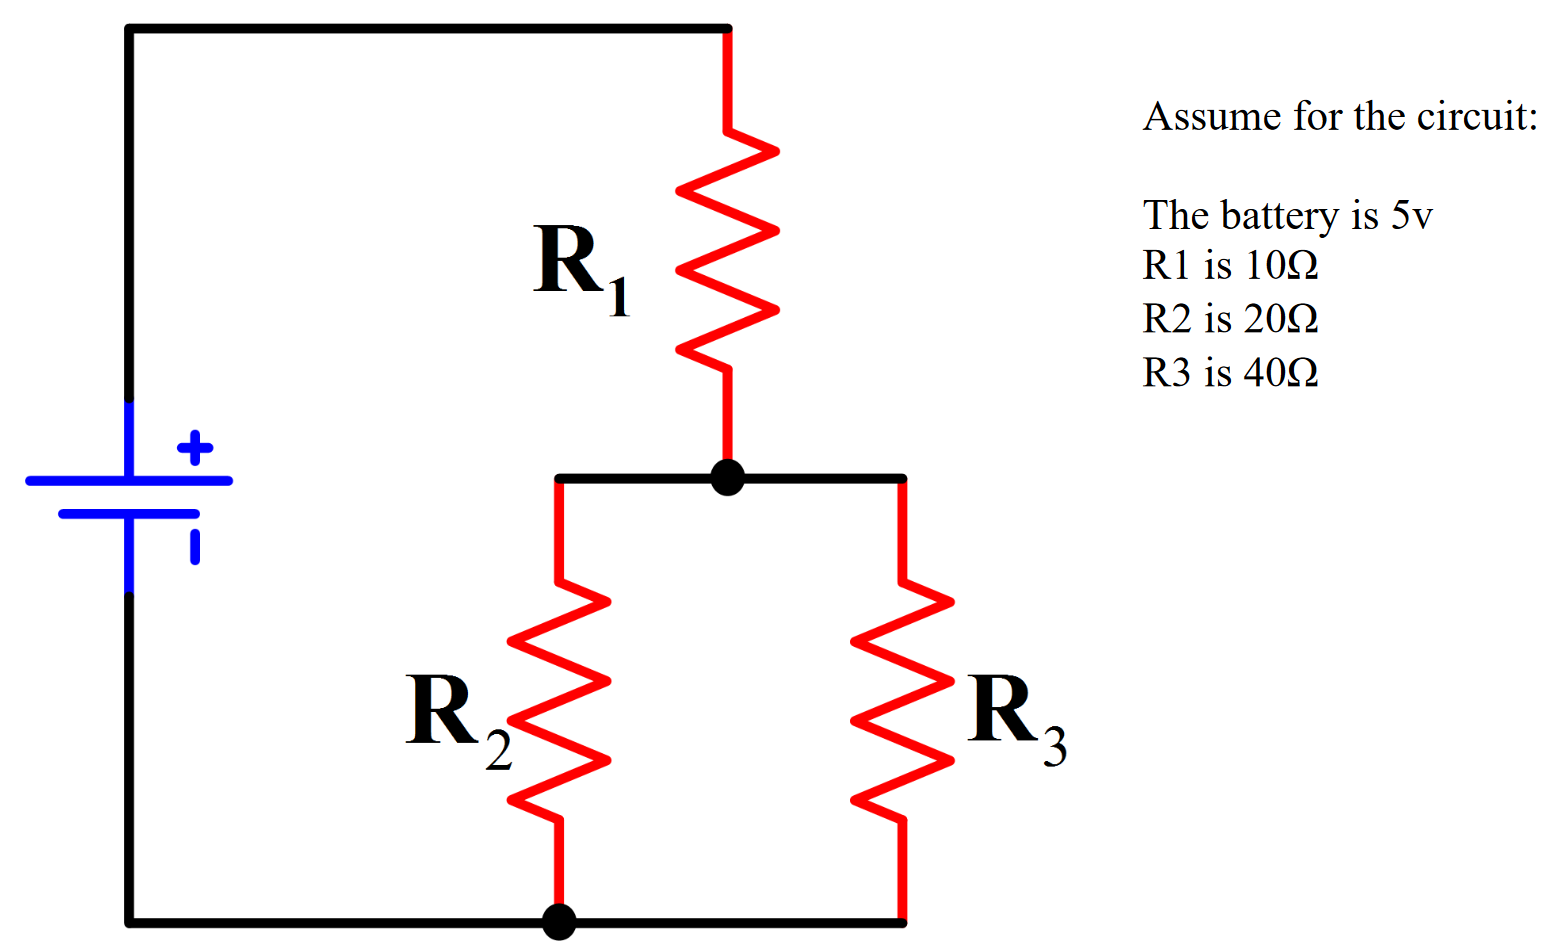 Assume for the circuit:
The battery is 5v
R1 is 10Ω
R2 is 20Ω
R3 is 40Ω
R1
+
-
R2
R3